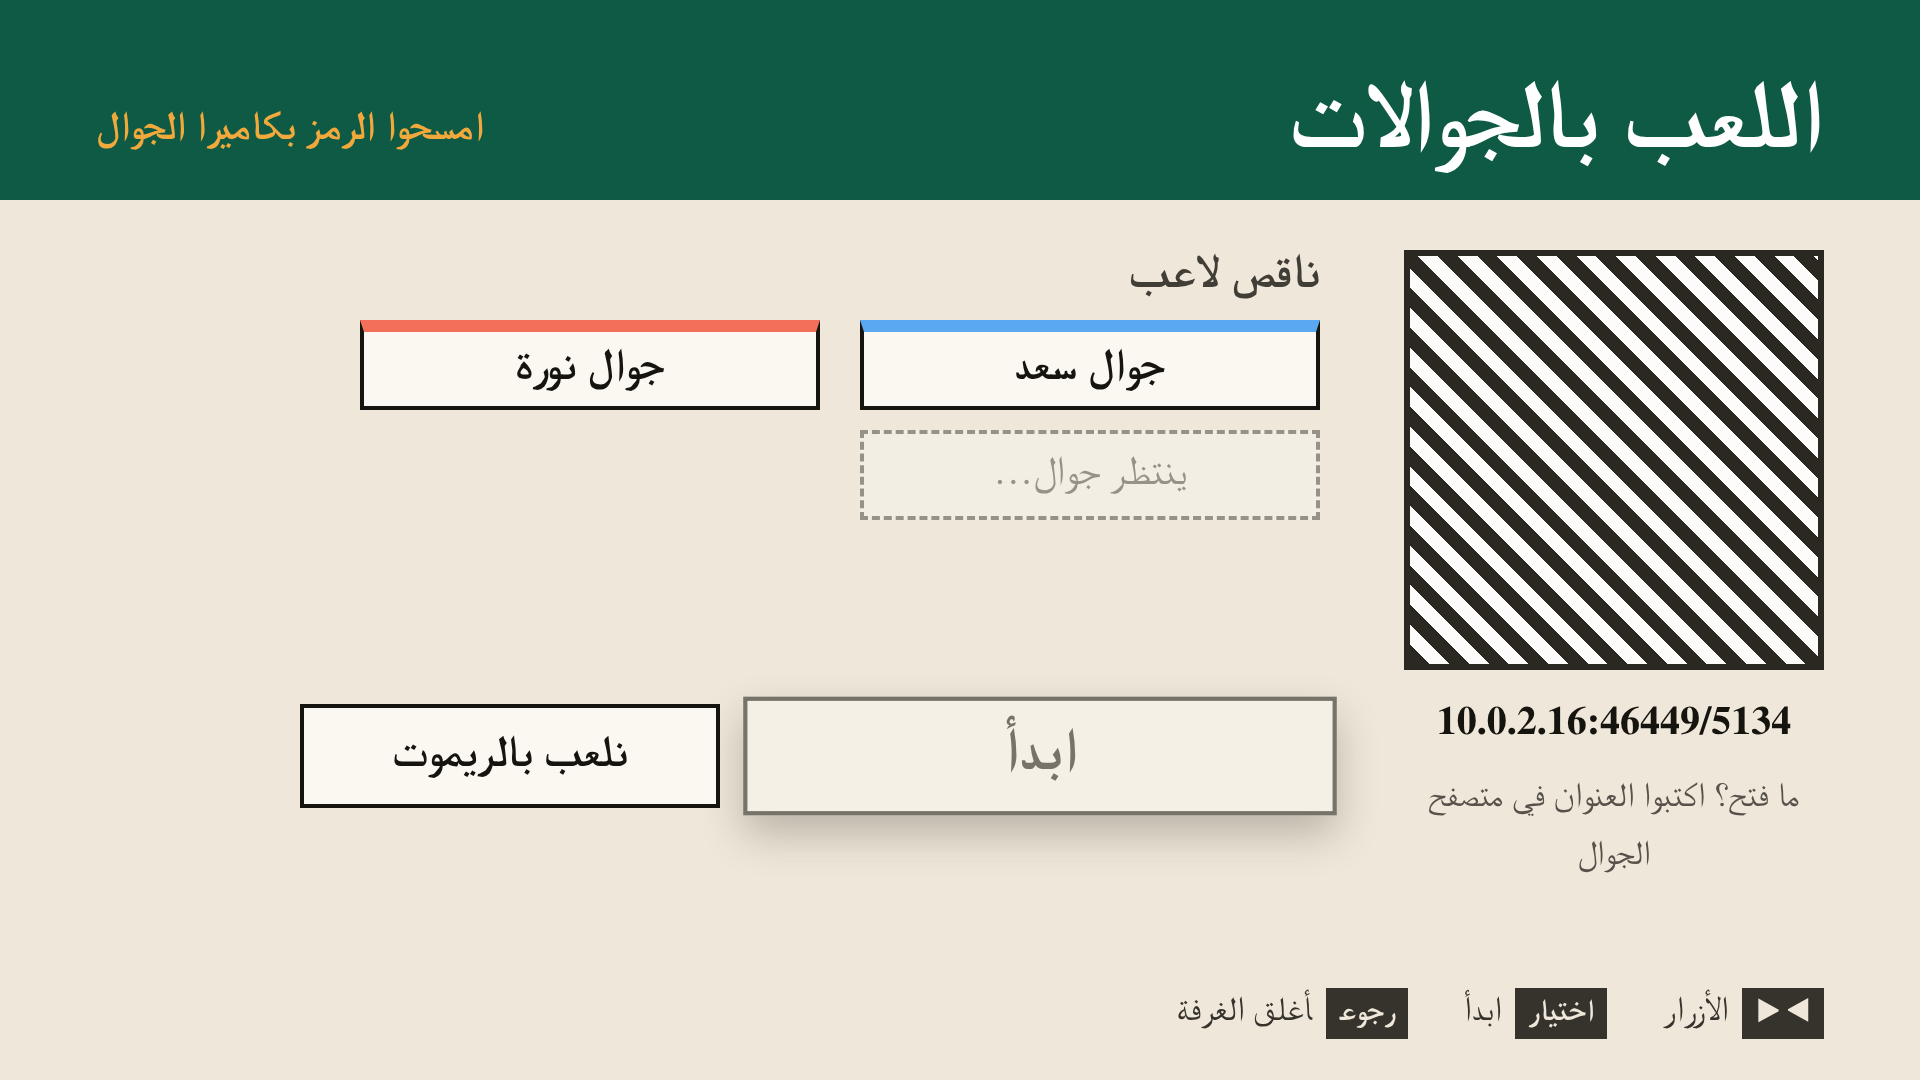 اللعب بالجوالات
امسحوا الرمز بكاميرا الجوال
ناقص لاعب
جوال سعد
جوال نورة
ينتظر جوال...
ابدأ
نلعب بالريموت
10.0.2.16:46449/5134
ما فتح؟ اكتبوا العنوان في متصفح
الجوال
◀▶ الأزرار
اختيار ابدأ
رجوع أغلق الغرفة